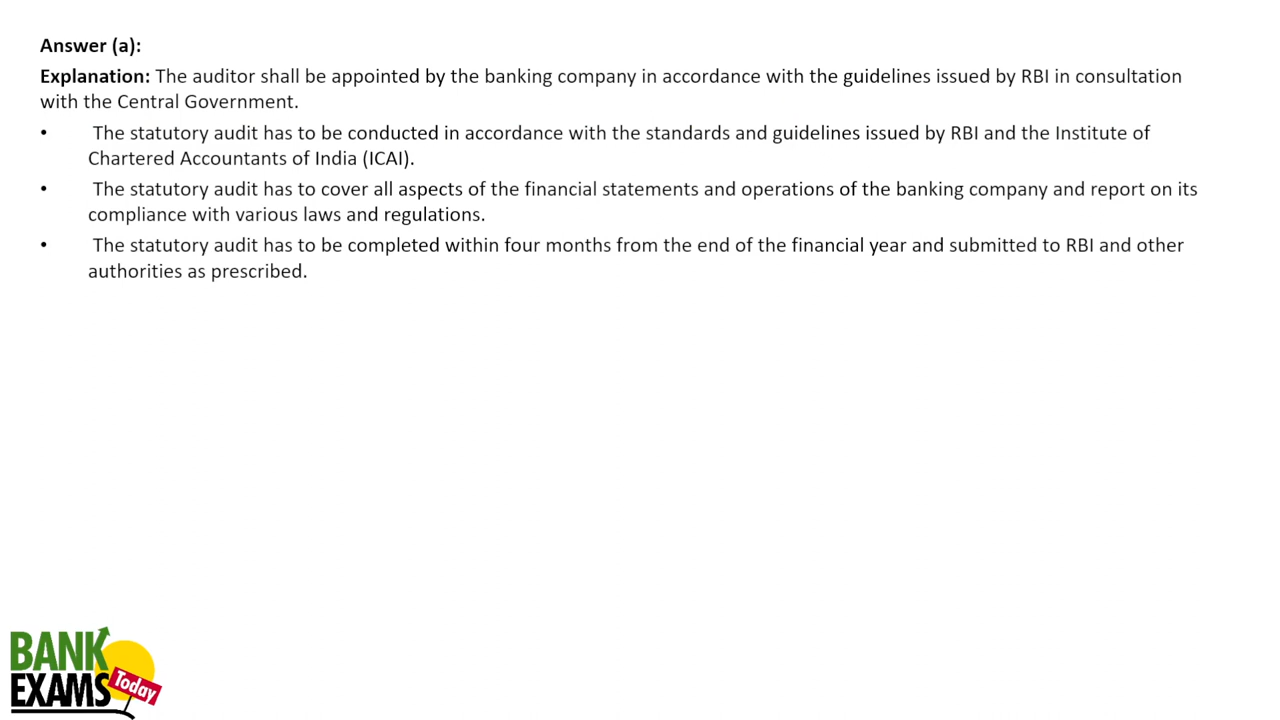 Answer (a):
Explanation: The auditor shall be appointed by the banking company in accordance with the guidelines issued by RBI in consultation
with the Central Government.
• The statutory audit has to be conducted in accordance with the standards and guidelines issued by RBI and the Institute of
Chartered Accountants of India (ICAI).
• The statutory audit has to cover all aspects of the financial statements and operations of the banking company and report on its
compliance with various laws and regulations.
• The statutory audit has to be completed within four months from the end of the financial year and submitted to RBI and other
authorities as prescribed.
BANK
EXAMS
Today